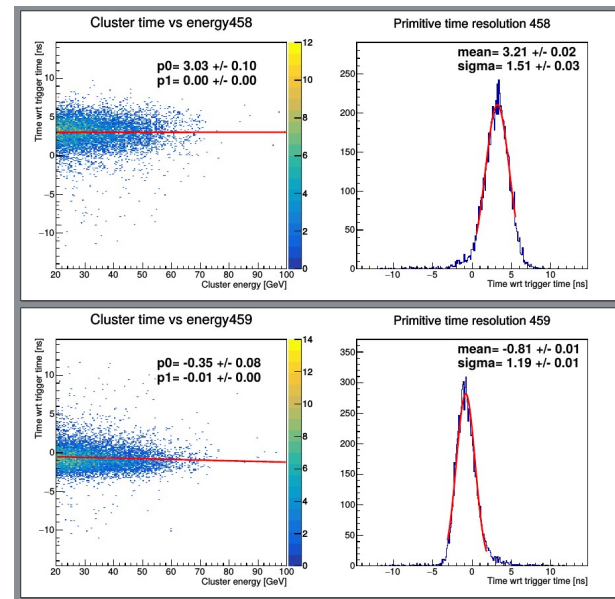 Cluster time vs energy458
Time wrt trigger time [ns]
p0= 3.03 +/- 0.10
p1= 0.00 +/- 0.00
10
5
0
−5
−10
20 30 40 50 60 70 80 90 100
Cluster energy [GeV]
12
10
8
6
4
2
0
Primitive time resolution 458
mean= 3.21 +/- 0.02
sigma= 1.51 +/- 0.03
250
200
150
100
50
0
−10 −5 0 5 10
Time wrt trigger time [ns]
Cluster time vs energy459
Time wrt trigger time [ns]
p0= -0.35 +/- 0.08
p1= -0.01 +/- 0.00
10
5
0
−5
−10
20 30 40 50 60 70 80 90 100
Cluster energy [GeV]
14
12
10
8
6
4
2
0
Primitive time resolution 459
mean= -0.81 +/- 0.01
sigma= 1.19 +/- 0.01
350
300
250
200
150
100
50
0
−10 −5 0 5 10
Time wrt trigger time [ns]